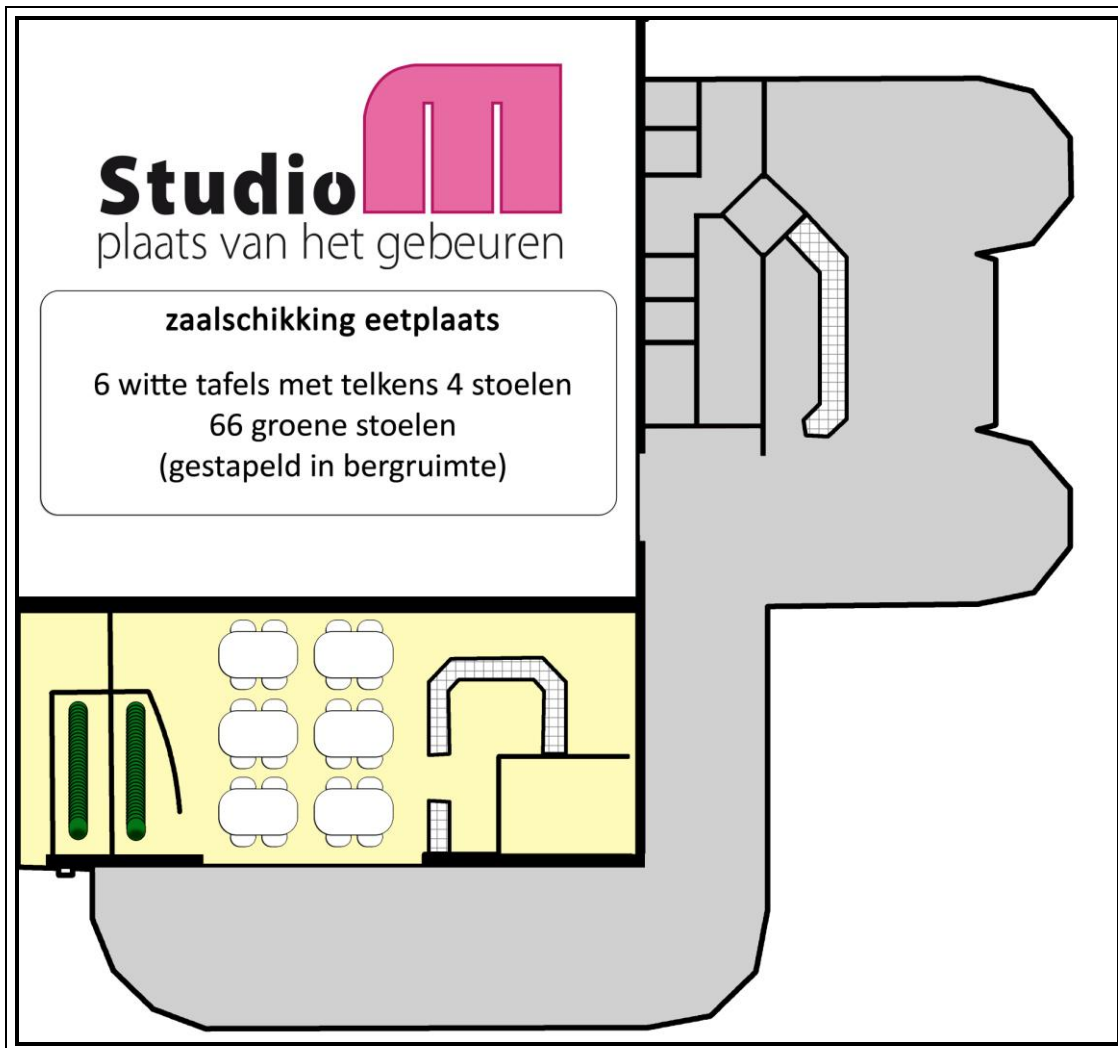 Studio M
plaats van het gebeuren
zaalschikking eetplaats
6 witte tafels met telkens 4 stoelen
66 groene stoelen
(gestapeld in bergruimte)